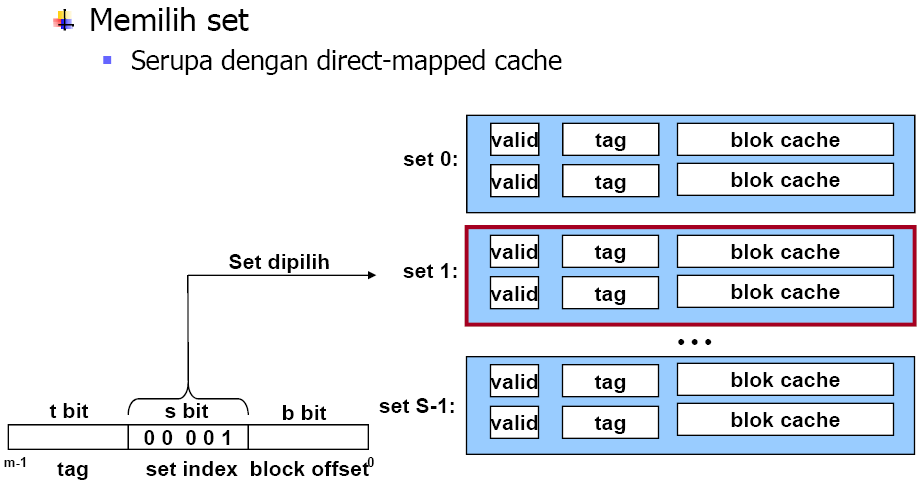 Memilih set
Serupa dengan direct-mapped cache
set 0:
valid tag blok cache
valid tag blok cache
Set dipilih
set 1:
valid tag blok cache
valid tag blok cache
• • •
set S-1:
valid tag blok cache
valid tag blok cache
t bit s bit b bit
0 0 0 0 1
m-1 0
tag set index block offset